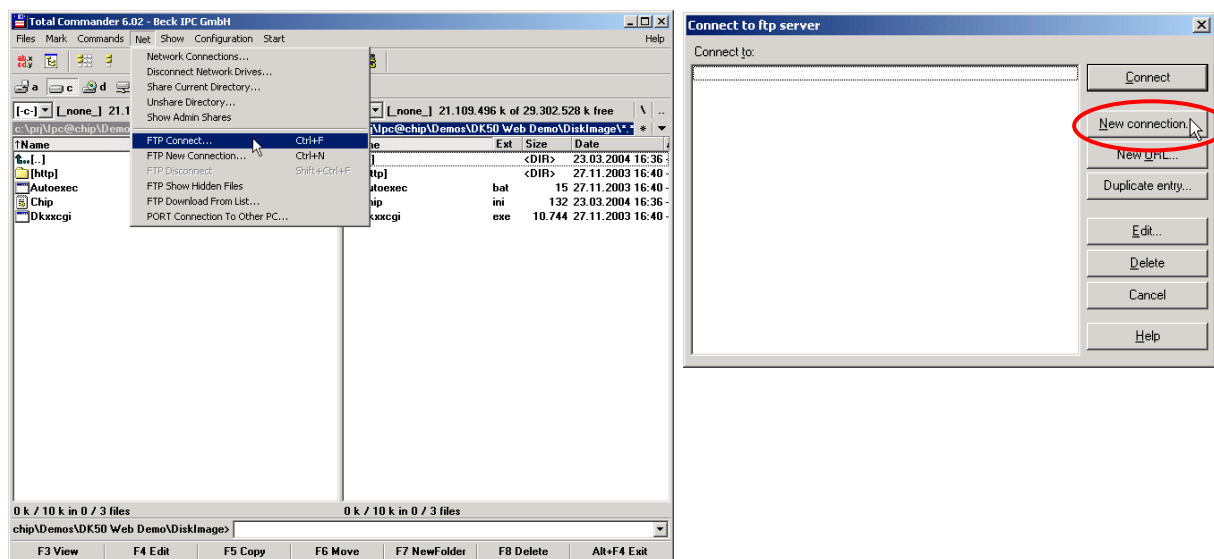 Total Commander 6.02 - Beck IPC GmbH
Files Mark Commands Net Show Configuration Start Help
a c d
[-c-] [_none_] 21.1
[_none_] 21.109.496 k of 29.302.528 k free \ ..
c:\prj\Ipc@chip\Demo
\Ipc@chip\Demos\DK50 Web Demo\DiskImage\*.* *
↑Name
Ext Size Date
[..]
<DIR> 23.03.2004 16:36 -
[http]
<DIR> 27.11.2003 16:40 -
Autoexec
bat 15 27.11.2003 16:40 -
Chip
ini 132 23.03.2004 16:36 -
Dkxxcgi
exe 10.744 27.11.2003 16:40 -
Network Connections...
Disconnect Network Drives...
Share Current Directory...
Unshare Directory...
Show Admin Shares
FTP Connect... Ctrl+F
FTP New Connection... Ctrl+N
FTP Disconnect Shift+Ctrl+F
FTP Show Hidden Files
FTP Download From List...
PORT Connection To Other PC...
0 k / 10 k in 0 / 3 files
0 k / 10 k in 0 / 3 files
chip\Demos\DK50 Web Demo\DiskImage>
F3 View F4 Edit F5 Copy F6 Move F7 NewFolder F8 Delete Alt+F4 Exit
Connect to ftp server
Connect to:
Connect
New connection.
New URL...
Duplicate entry...
Edit...
Delete
Cancel
Help